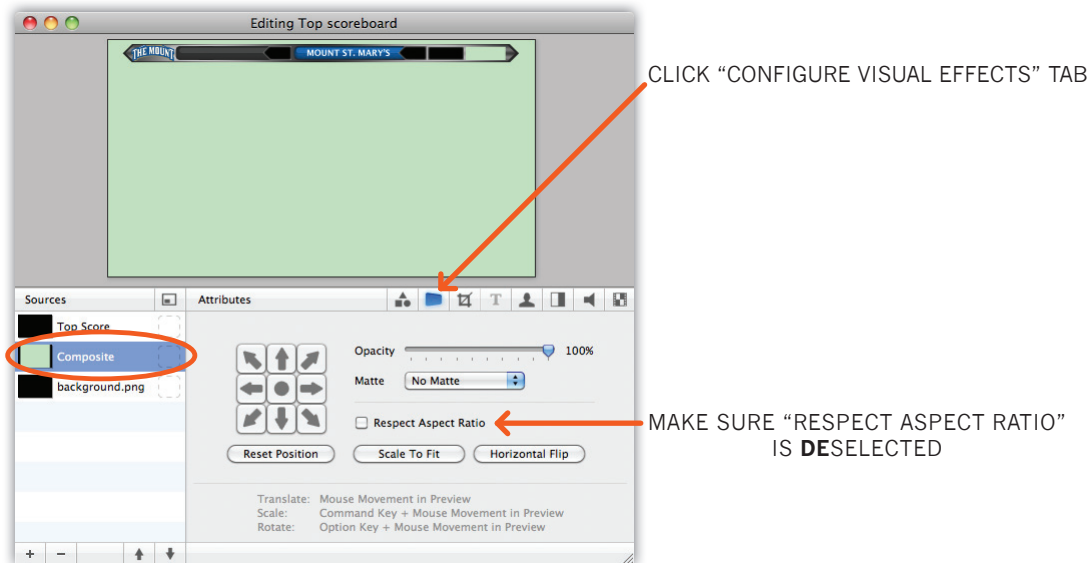 Editing Top scoreboard
THE MOUNT
MOUNT ST. MARY'S
CLICK “CONFIGURE VISUAL EFFECTS” TAB
Sources
Attributes
T
Top Score
Composite
background.png
Opacity
100%
Matte
No Matte
Respect Aspect Ratio
Reset Position
Scale To Fit
Horizontal Flip
Translate: Mouse Movement in Preview
Scale: Command Key + Mouse Movement in Preview
Rotate: Option Key + Mouse Movement in Preview
+ −
MAKE SURE “RESPECT ASPECT RATIO”
IS DESELECTED